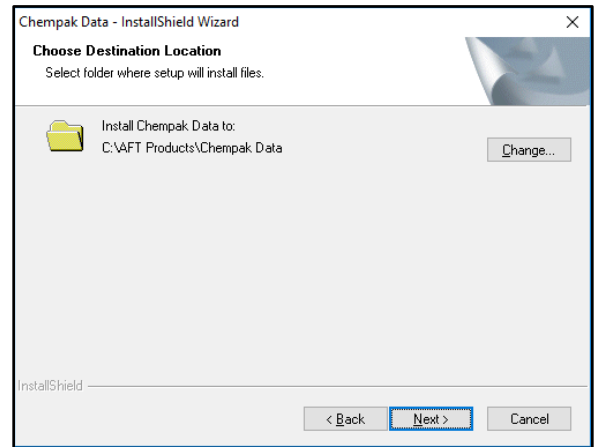 Chempak Data - InstallShield Wizard
Choose Destination Location
Select folder where setup will install files.
Install Chempak Data to:
C:\AFT Products\Chempak Data
Change...
InstallShield
< Back
Next >
Cancel